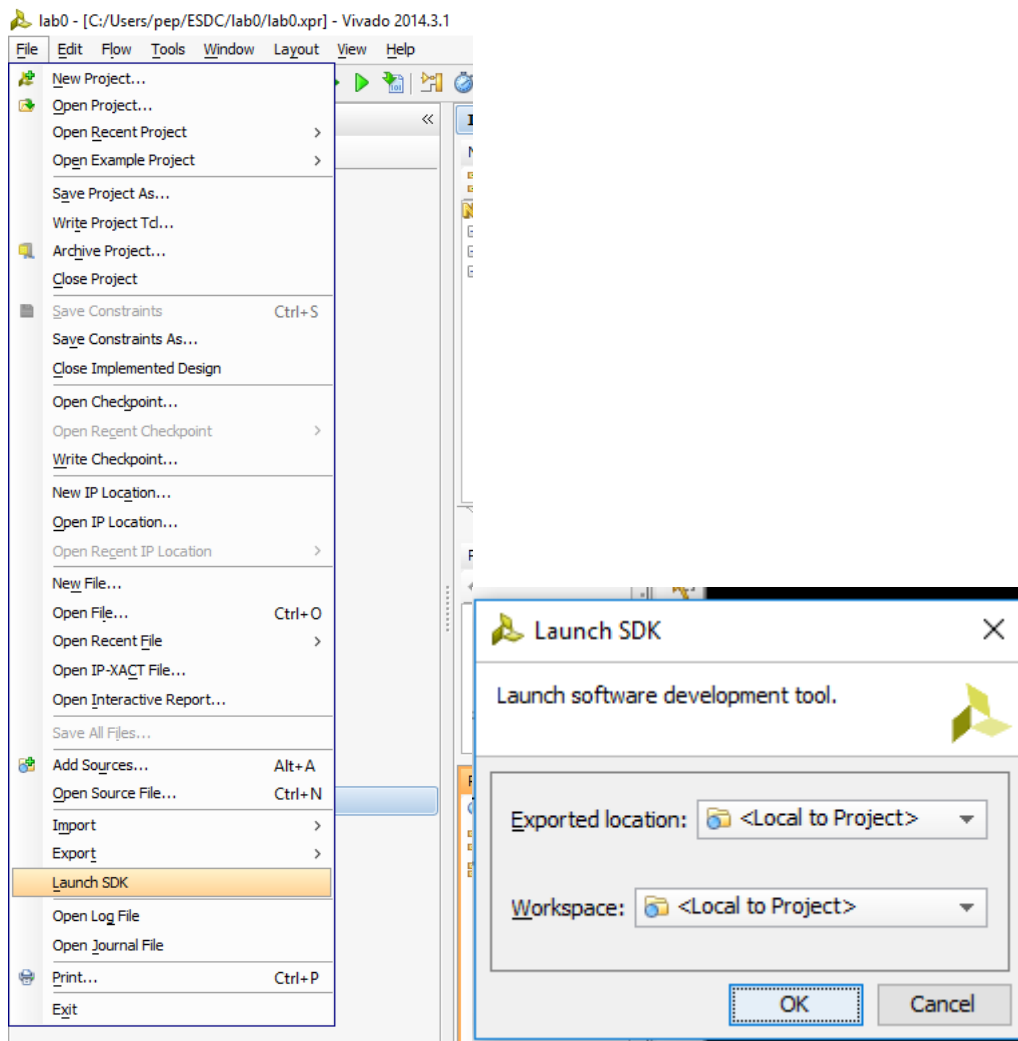 lab0 - [C:/Users/pep/ESDC/lab0/lab0.xpr] - Vivado 2014.3.1
File Edit Flow Tools Window Layout View Help
New Project...
Open Project...
Open Recent Project
Open Example Project
Save Project As...
Write Project Tcl...
Archive Project...
Close Project
Save Constraints Ctrl+S
Save Constraints As...
Close Implemented Design
Open Checkpoint...
Open Recent Checkpoint
Write Checkpoint...
New IP Location...
Open IP Location...
Open Recent IP Location
New File...
Open File... Ctrl+O
Open Recent File
Open IP-XACT File...
Open Interactive Report...
Save All Files...
Add Sources... Alt+A
Open Source File... Ctrl+N
Import
Export
Launch SDK
Open Log File
Open Journal File
Print... Ctrl+P
Exit
Launch SDK
Launch software development tool.
Exported location: <Local to Project>
Workspace: <Local to Project>
OK Cancel